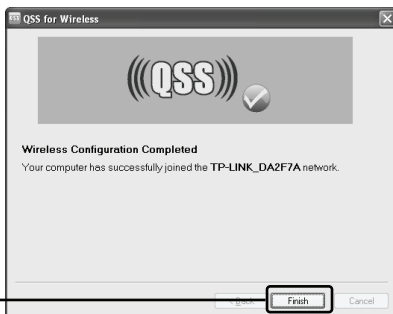 QSS for Wireless
(((QSS)))
Wireless Configuration Completed
Your computer has successfully joined the TP-LINK_DA2F7A network.
< Back
Finish
Cancel